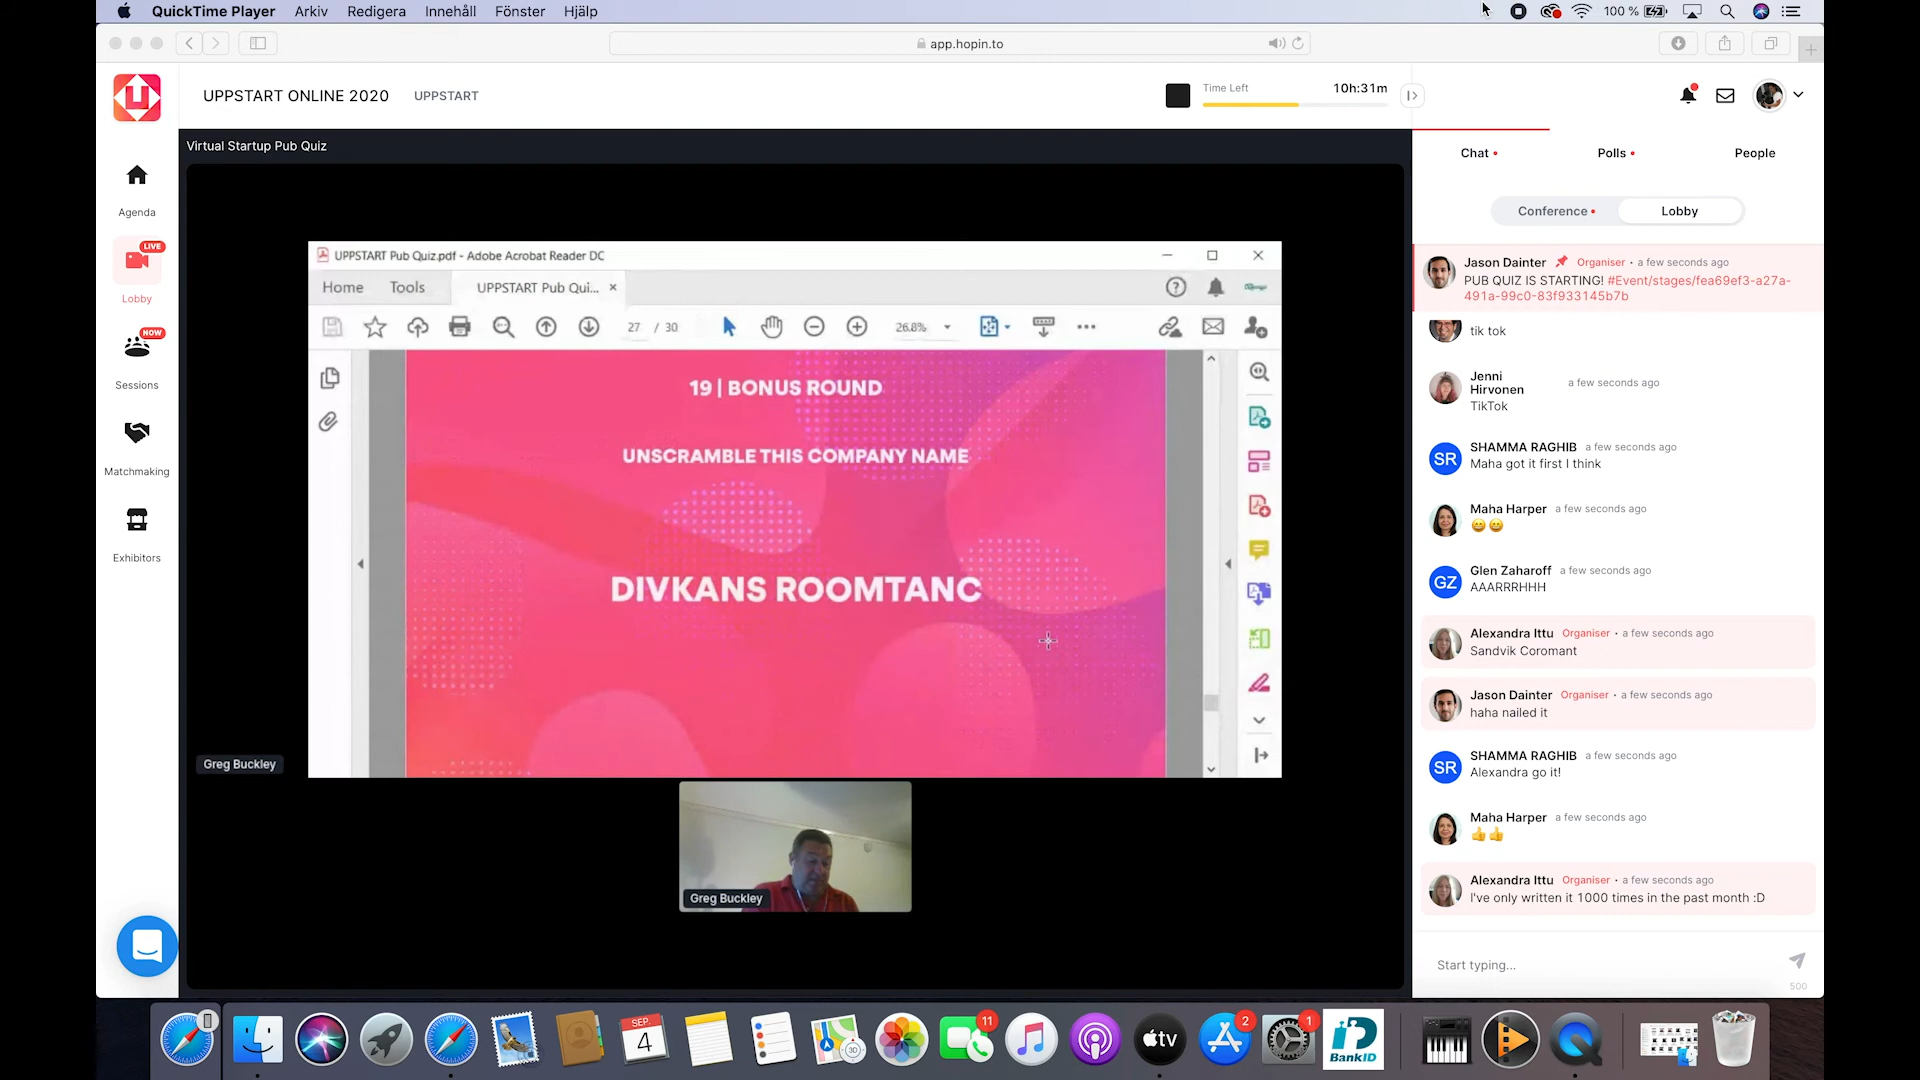 QuickTime Player Arkiv Redigera Innehåll Fönster Hjälp
100 %
app.hopin.to
UPPSTART ONLINE 2020 UPPSTART
Time Left 10h:31m
Agenda
LIVE
Lobby
NOW
Sessions
Matchmaking
Exhibitors
Virtual Startup Pub Quiz
UPPSTART Pub Quiz.pdf - Adobe Acrobat Reader DC
Home Tools UPPSTART Pub Qui... ×
27 / 30 26.8%
19 | BONUS ROUND
UNSCRAMBLE THIS COMPANY NAME
DIVKANS ROOMTANC
Greg Buckley
Greg Buckley
Chat • Polls • People
Conference • Lobby
Jason Dainter Organiser • a few seconds ago
PUB QUIZ IS STARTING! #Event/stages/fea69ef3-a27a-
491a-99c0-83f933145b7b
tik tok
Jenni
Hirvonen a few seconds ago
TikTok
SR
SHAMMA RAGHIB a few seconds ago
Maha got it first I think
Maha Harper a few seconds ago
😄😄
GZ
Glen Zaharoff a few seconds ago
AAARRRHHH
Alexandra Ittu Organiser • a few seconds ago
Sandvik Coromant
Jason Dainter Organiser • a few seconds ago
haha nailed it
SR
SHAMMA RAGHIB a few seconds ago
Alexandra go it!
Maha Harper a few seconds ago
👍👍
Alexandra Ittu Organiser • a few seconds ago
I've only written it 1000 times in the past month :D
Start typing...
500
SEP.
4
11
tv
2
1
BankID